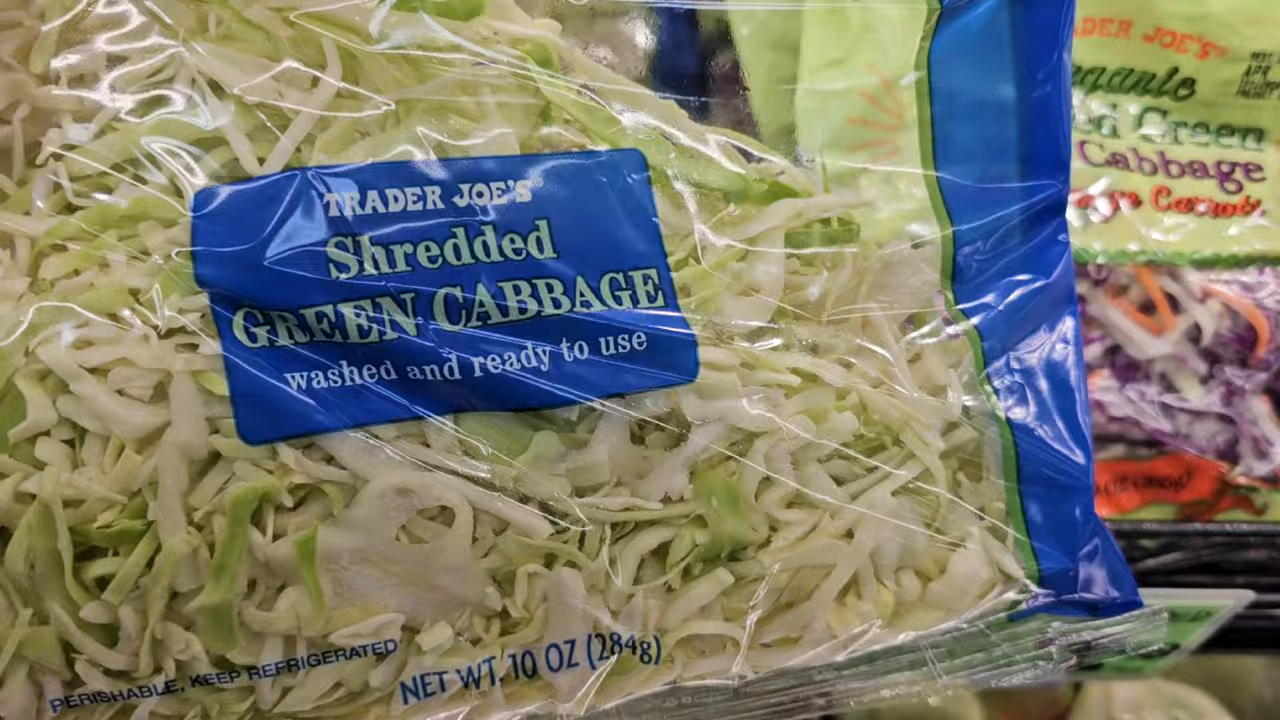 TRADER JOE'S®
Shredded
GREEN CABBAGE
washed and ready to use
PERISHABLE, KEEP REFRIGERATED
NET WT. 10 OZ (284g)
JOE'S
Green
Cabbage